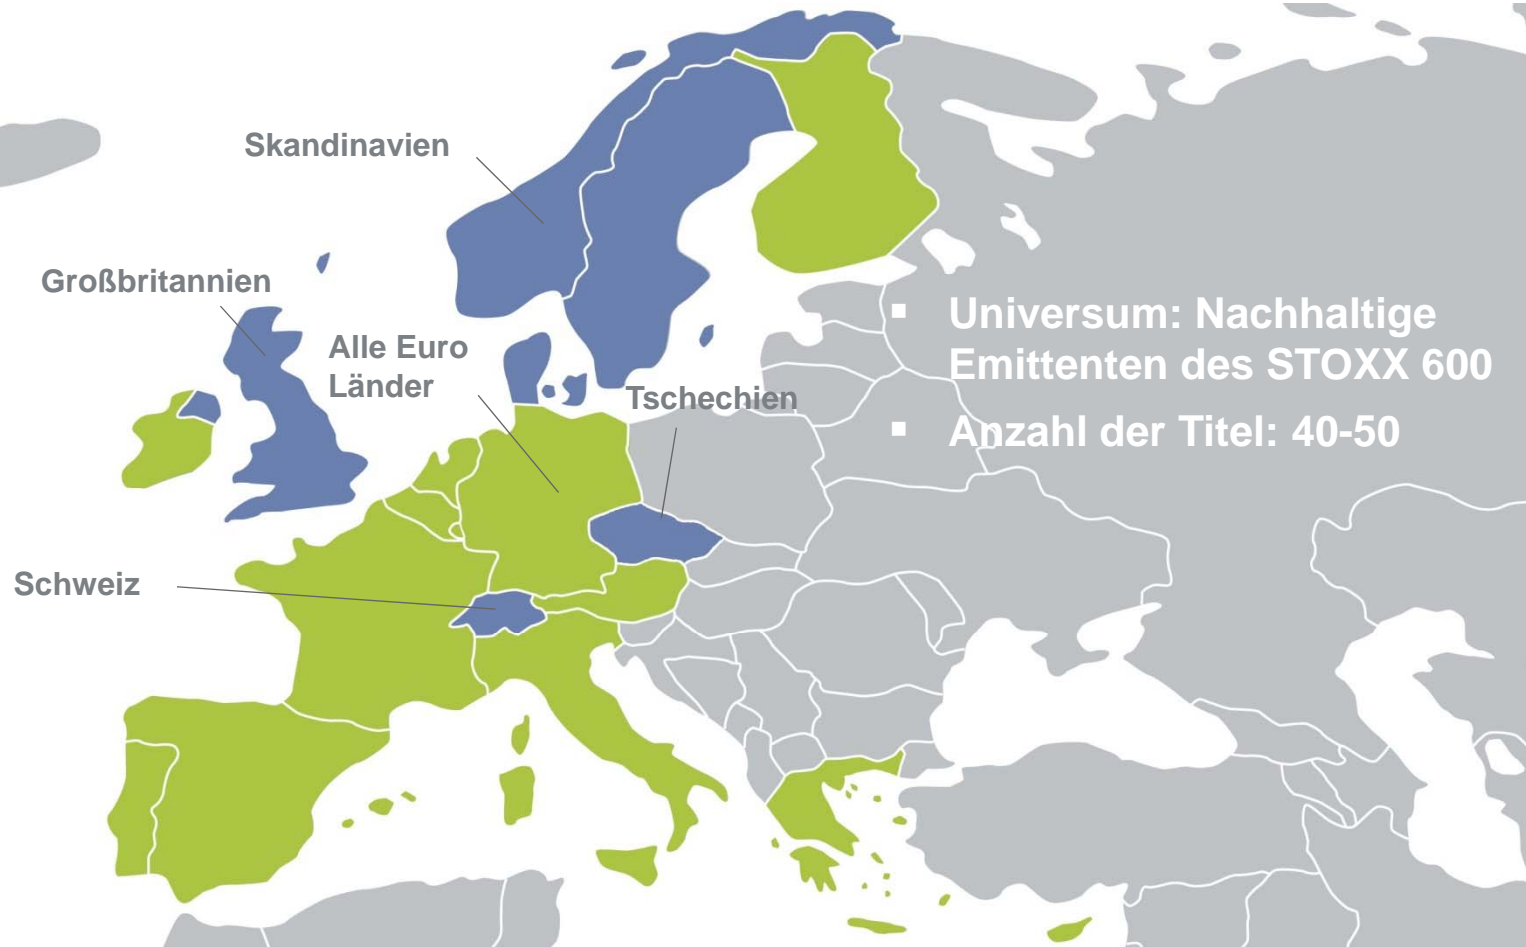 Skandinavien
Großbritannien
Alle Euro
Länder
Tschechien
Schweiz
▪ Universum: Nachhaltige
Emittenten des STOXX 600
▪ Anzahl der Titel: 40-50